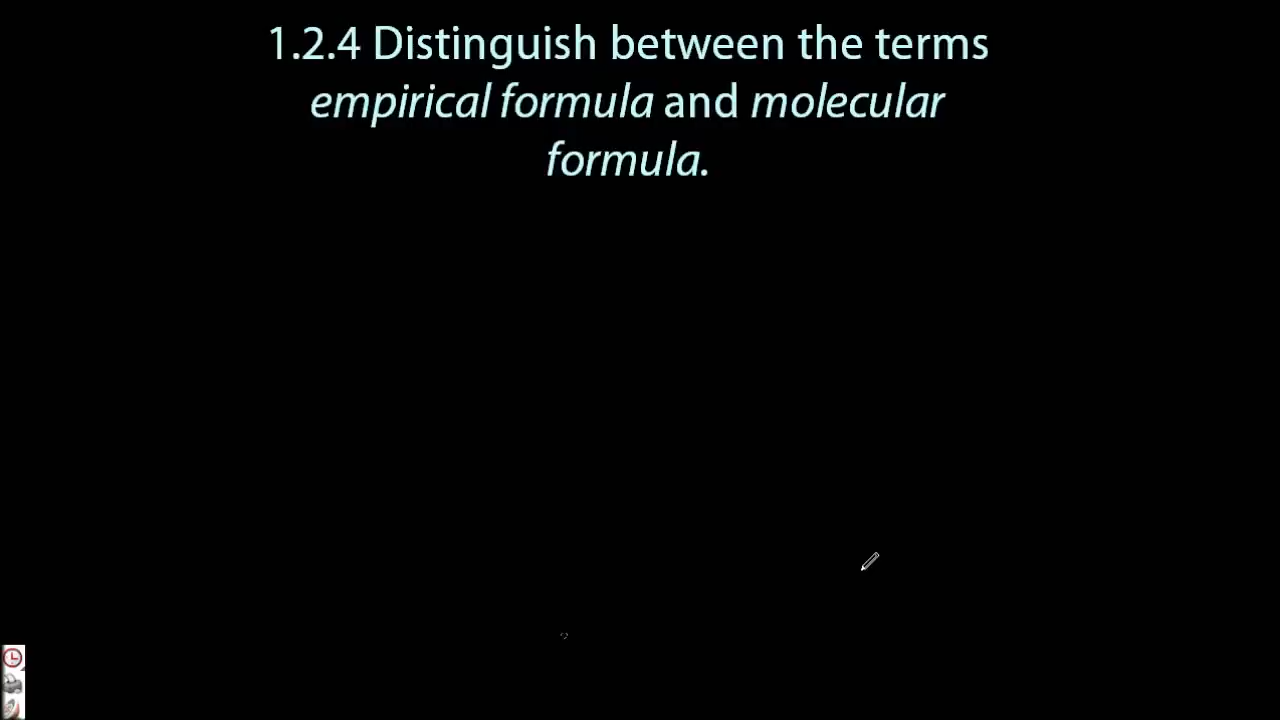 1.2.4 Distinguish between the terms
empirical formula and molecular
formula.